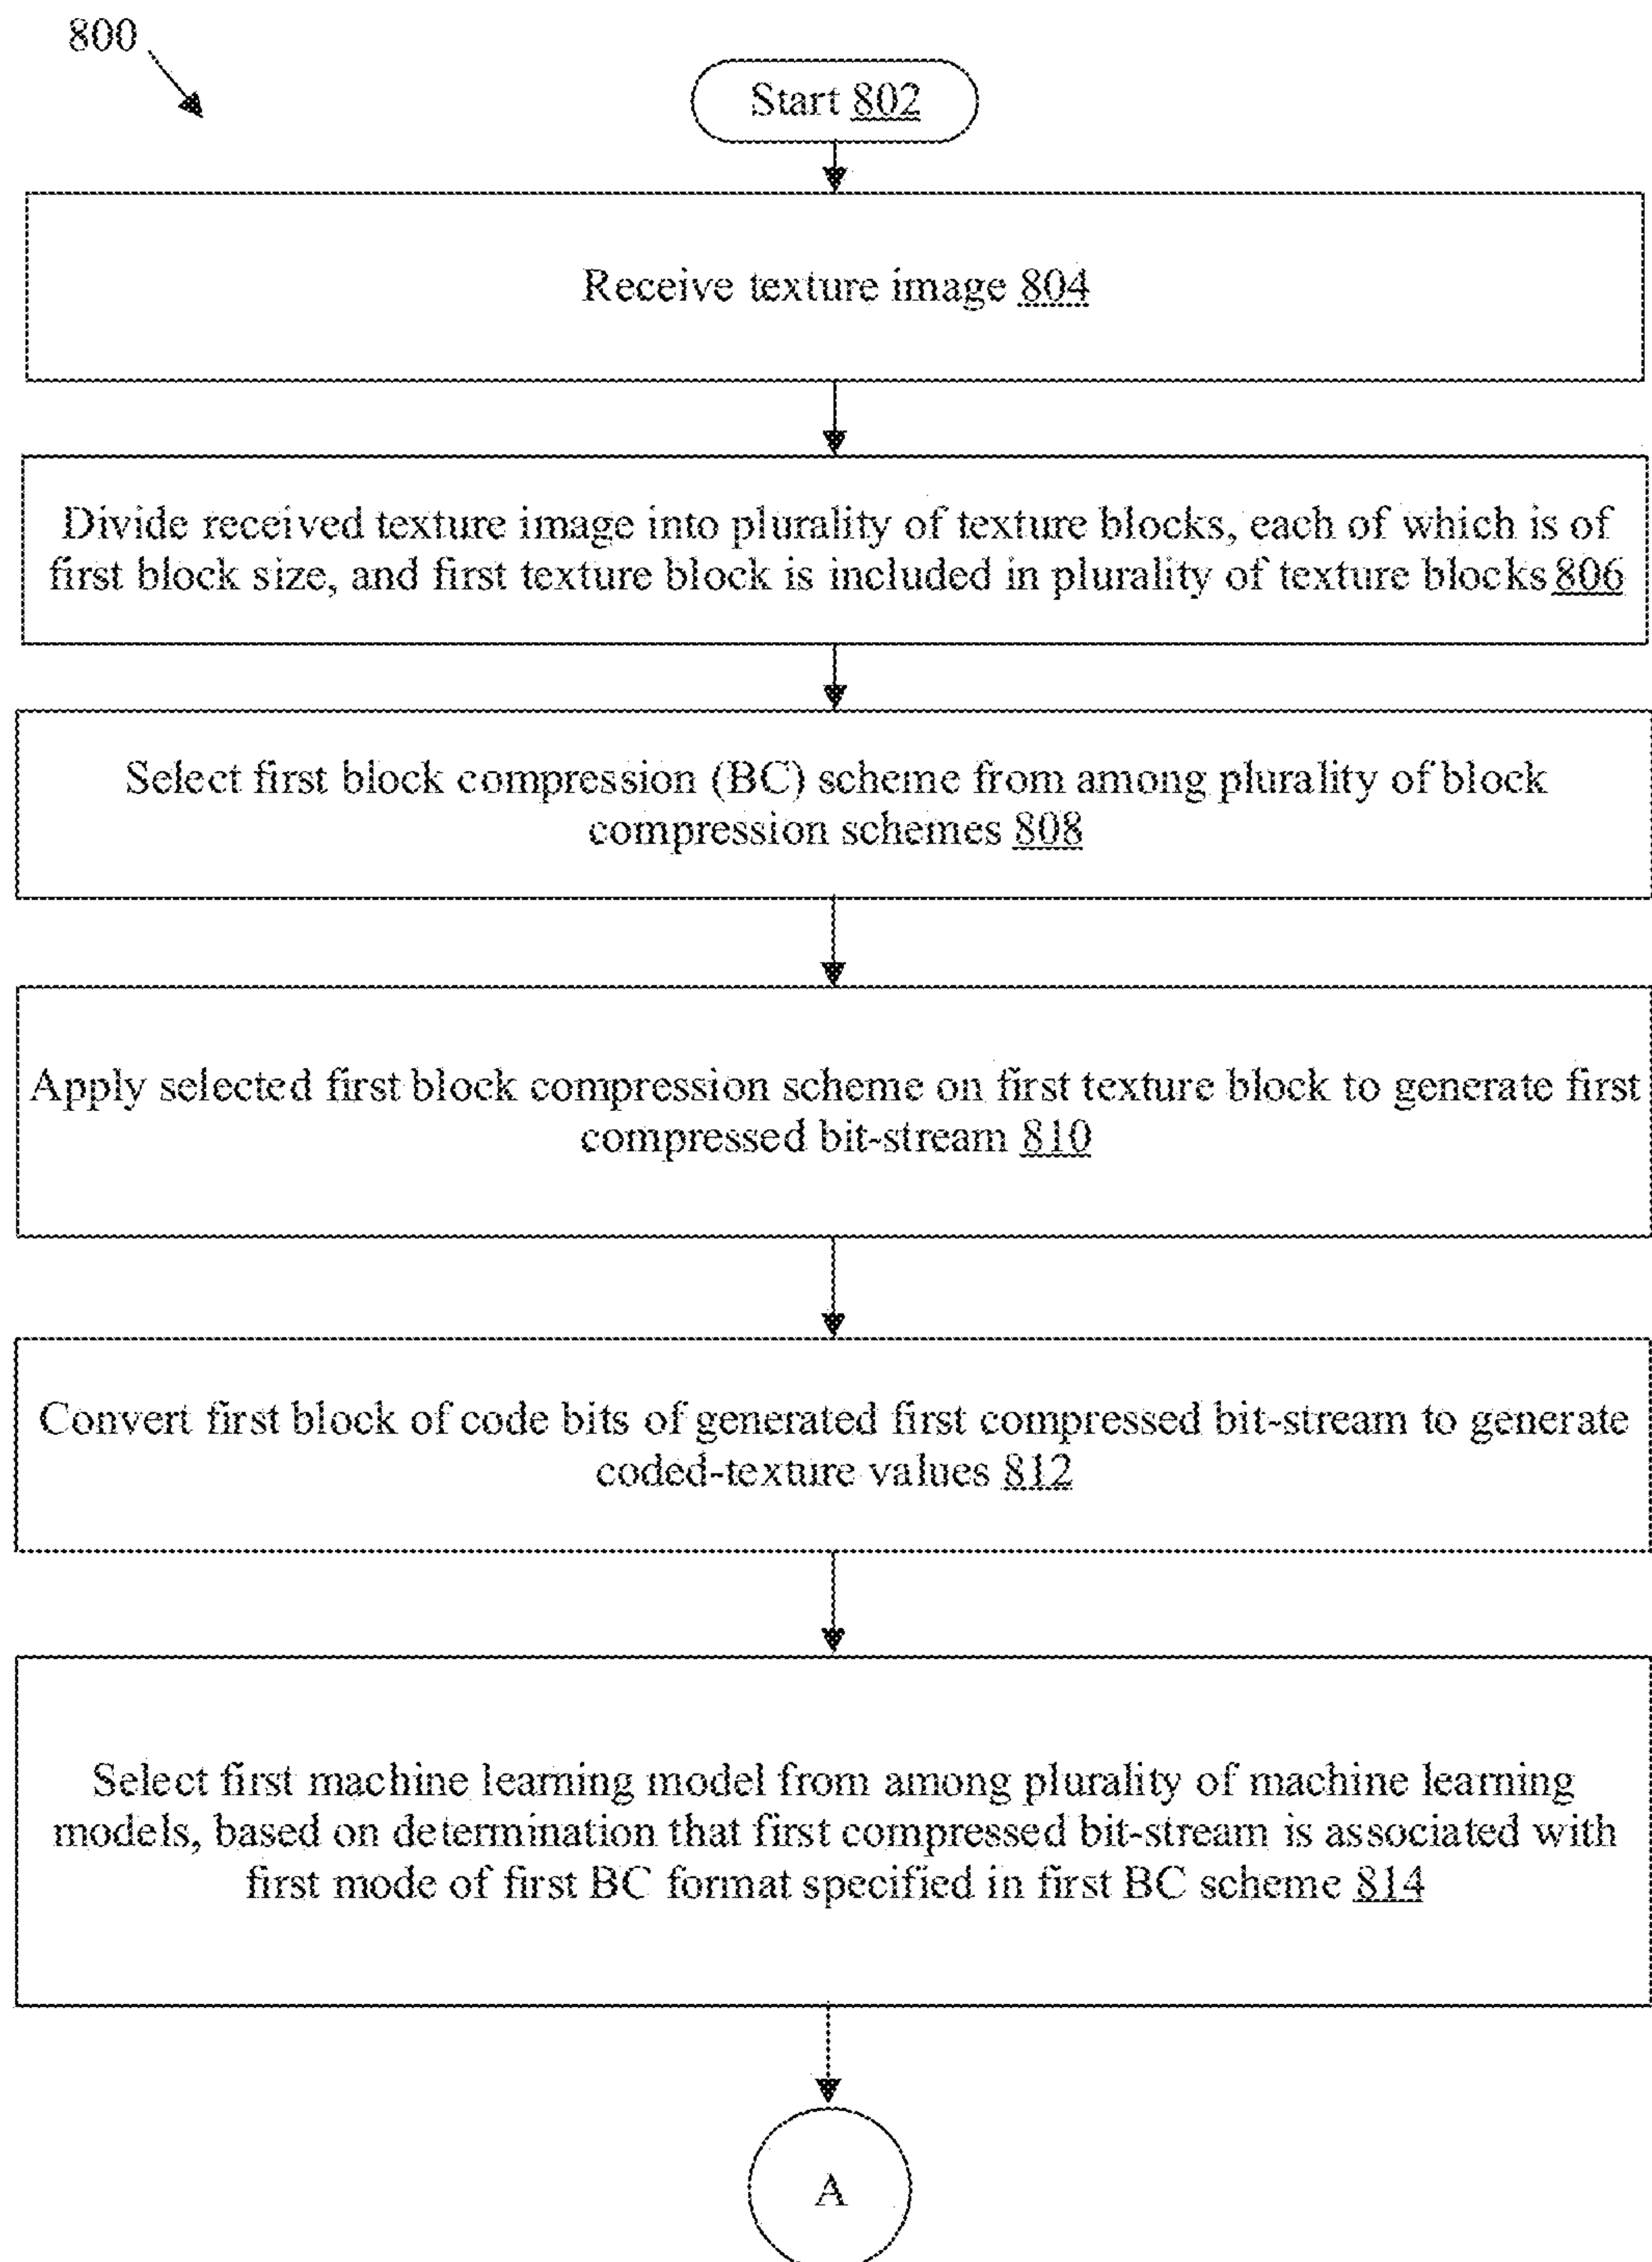 800
Start 802
Receive texture image 804
Divide received texture image into plurality of texture blocks, each of which is of
first block size, and first texture block is included in plurality of texture blocks 806
Select first block compression (BC) scheme from among plurality of block
compression schemes 808
Apply selected first block compression scheme on first texture block to generate first
compressed bit-stream 810
Convert first block of code bits of generated first compressed bit-stream to generate
coded-texture values 812
Select first machine learning model from among plurality of machine learning
models, based on determination that first compressed bit-stream is associated with
first mode of first BC format specified in first BC scheme 814
A